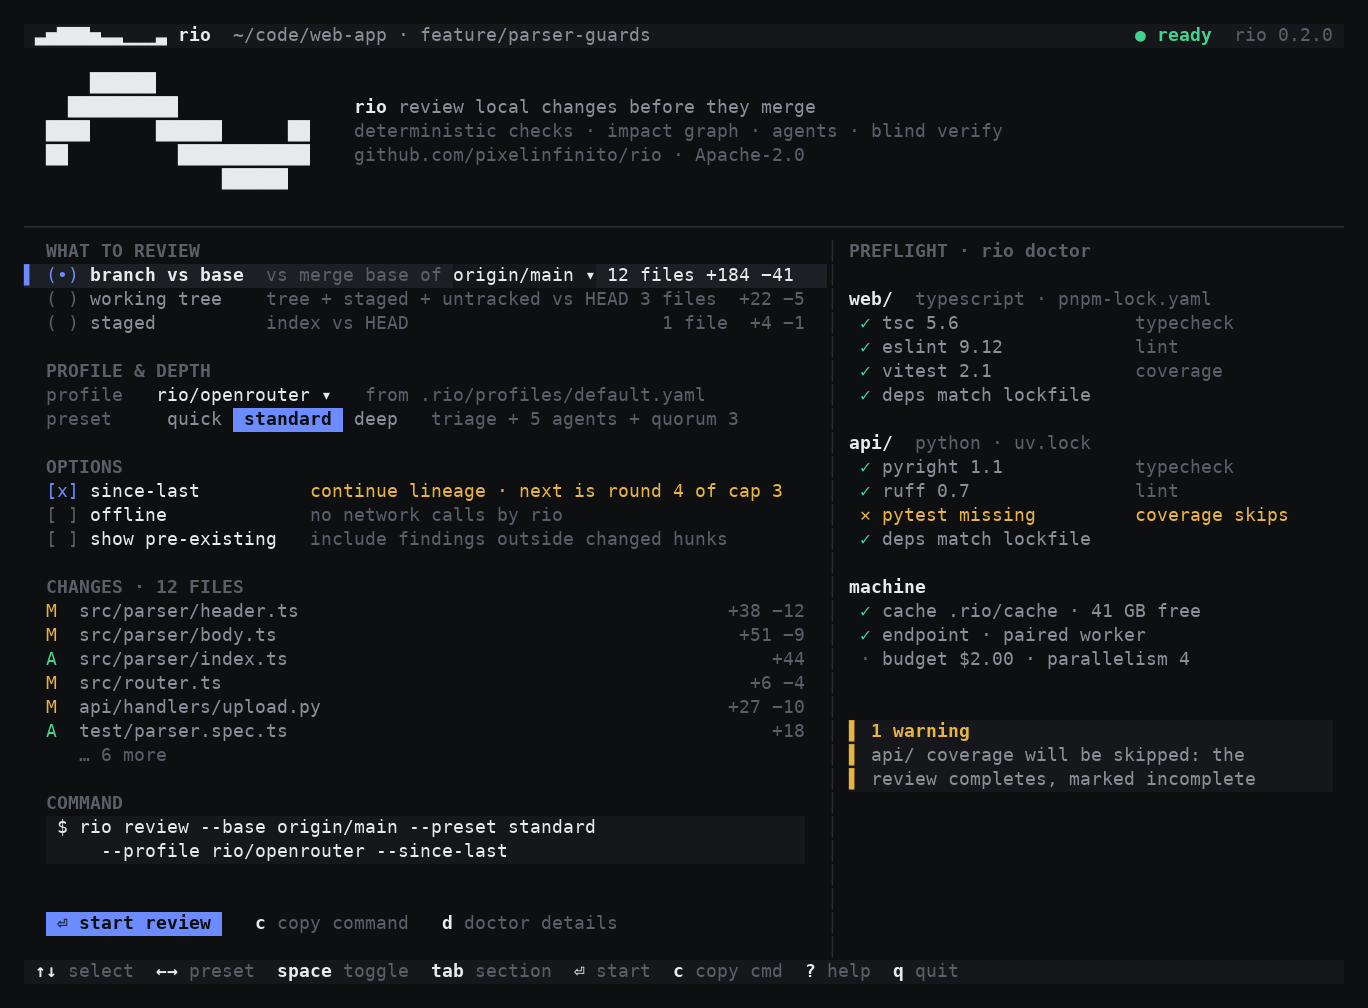 rio ~/code/web-app · feature/parser-guards ● ready rio 0.2.0
rio review local changes before they merge
deterministic checks · impact graph · agents · blind verify
github.com/pixelinfinito/rio · Apache-2.0
WHAT TO REVIEW
(•) branch vs base vs merge base of origin/main ▾ 12 files +184 −41
( ) working tree tree + staged + untracked vs HEAD 3 files +22 −5
( ) staged index vs HEAD 1 file +4 −1
PROFILE & DEPTH
profile rio/openrouter ▾ from .rio/profiles/default.yaml
preset quick standard deep triage + 5 agents + quorum 3
OPTIONS
[x] since-last continue lineage · next is round 4 of cap 3
[ ] offline no network calls by rio
[ ] show pre-existing include findings outside changed hunks
CHANGES · 12 FILES
M src/parser/header.ts +38 −12
M src/parser/body.ts +51 −9
A src/parser/index.ts +44
M src/router.ts +6 −4
M api/handlers/upload.py +27 −10
A test/parser.spec.ts +18
… 6 more
COMMAND
$ rio review --base origin/main --preset standard
--profile rio/openrouter --since-last
⏎ start review c copy command d doctor details
PREFLIGHT · rio doctor
web/ typescript · pnpm-lock.yaml
✓ tsc 5.6 typecheck
✓ eslint 9.12 lint
✓ vitest 2.1 coverage
✓ deps match lockfile
api/ python · uv.lock
✓ pyright 1.1 typecheck
✓ ruff 0.7 lint
✕ pytest missing coverage skips
✓ deps match lockfile
machine
✓ cache .rio/cache · 41 GB free
✓ endpoint · paired worker
· budget $2.00 · parallelism 4
1 warning
api/ coverage will be skipped: the
review completes, marked incomplete
↑↓ select ←→ preset space toggle tab section ⏎ start c copy cmd ? help q quit